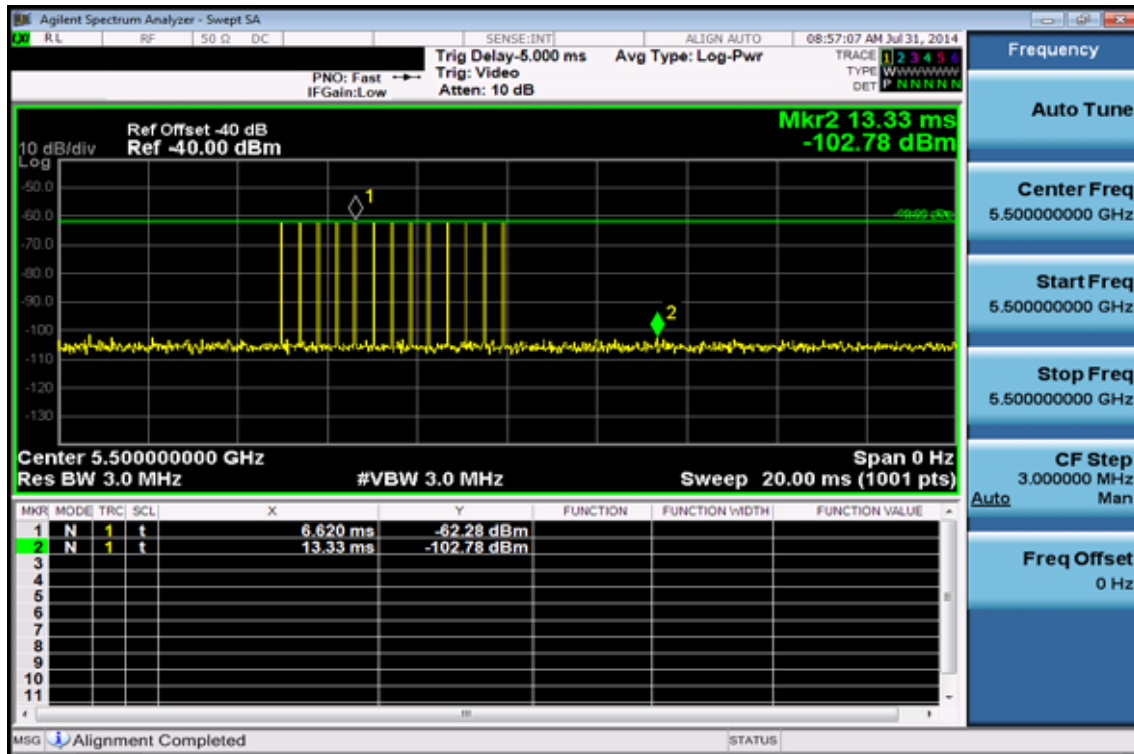 Agilent Spectrum Analyzer - Swept SA
RL RF 50 Ω DC SENSE:INT ALIGN AUTO 08:57:07 AM Jul 31, 2014
Trig Delay-5.000 ms Avg Type: Log-Pwr TRACE 1 2 3 4 5 6
PNO: Fast Trig: Video TYPE WWWWWW
IFGain:Low Atten: 10 dB DET P N N N N N
Frequency
Auto Tune
Center Freq
5.500000000 GHz
Start Freq
5.500000000 GHz
Stop Freq
5.500000000 GHz
CF Step
3.000000 MHz
Auto Man
Freq Offset
0 Hz
Mkr2 13.33 ms
-102.78 dBm
Ref Offset -40 dB
10 dB/div Ref -40.00 dBm
Log
-50.0
-60.0
-70.0
-80.0
-90.0
-100
-110
-120
-130
1
2
Center 5.500000000 GHz Span 0 Hz
Res BW 3.0 MHz #VBW 3.0 MHz Sweep 20.00 ms (1001 pts)
MKR MODE TRC SCL X Y FUNCTION FUNCTION WIDTH FUNCTION VALUE
1 N 1 t 6.620 ms -62.28 dBm
2 N 1 t 13.33 ms -102.78 dBm
3
4
5
6
7
8
9
10
11
MSG Alignment Completed STATUS